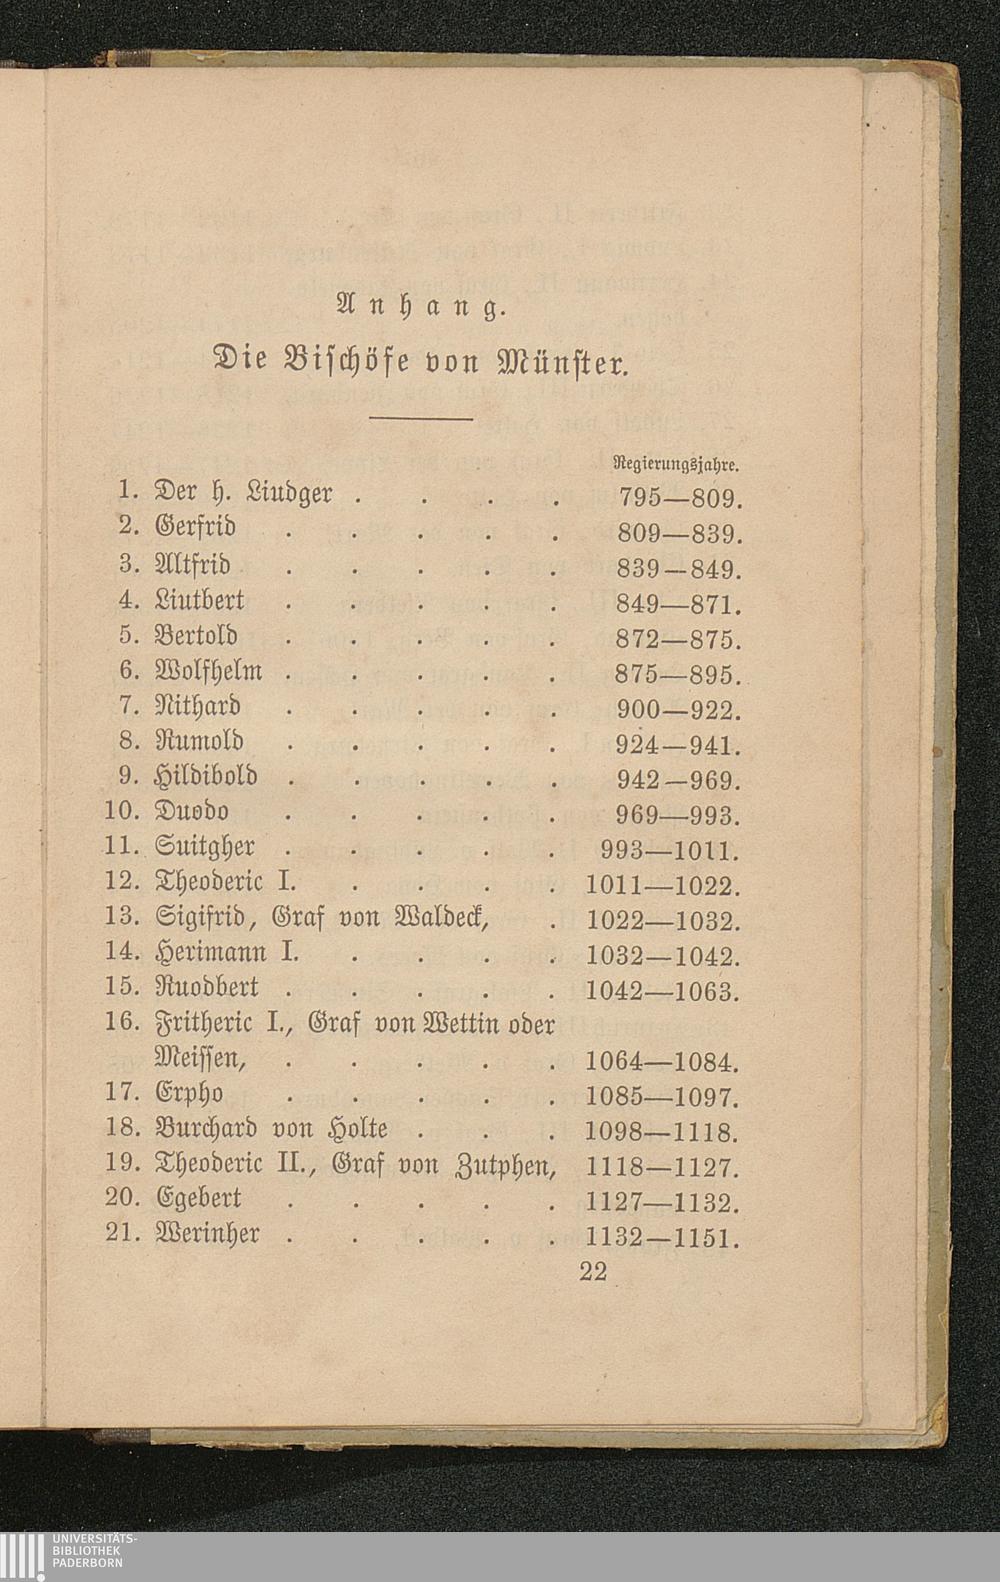 Anhang.
Die Bischöfe von Münster.
Regierungsjahre.
1. Der h. Liudger . . . . 795—809.
2. Gerfrid . . . . . 809—839.
3. Altfrid . . . . . 839—849.
4. Liutbert . . . . . 849—871.
5. Bertold . . . . . 872—875.
6. Wolfhelm . . . . . 875—895.
7. Nithard . . . . . 900—922.
8. Rumold . . . . . 924—941.
9. Hildibold . . . . . 942—969.
10. Duodo . . . . . 969—993.
11. Suitgher . . . . . 993—1011.
12. Theoderic I. . . . . 1011—1022.
13. Sigifrid, Graf von Waldeck, . 1022—1032.
14. Herimann I. . . . . 1032—1042.
15. Ruodbert . . . . . 1042—1063.
16. Fritheric I., Graf von Wettin oder
Meissen, . . . . . 1064—1084.
17. Erpho . . . . . 1085—1097.
18. Burchard von Holte . . . 1098—1118.
19. Theoderic II., Graf von Zutphen, 1118—1127.
20. Egebert . . . . . 1127—1132.
21. Werinher . . . . . 1132—1151.
22
UNIVERSITÄTS-
BIBLIOTHEK
PADERBORN